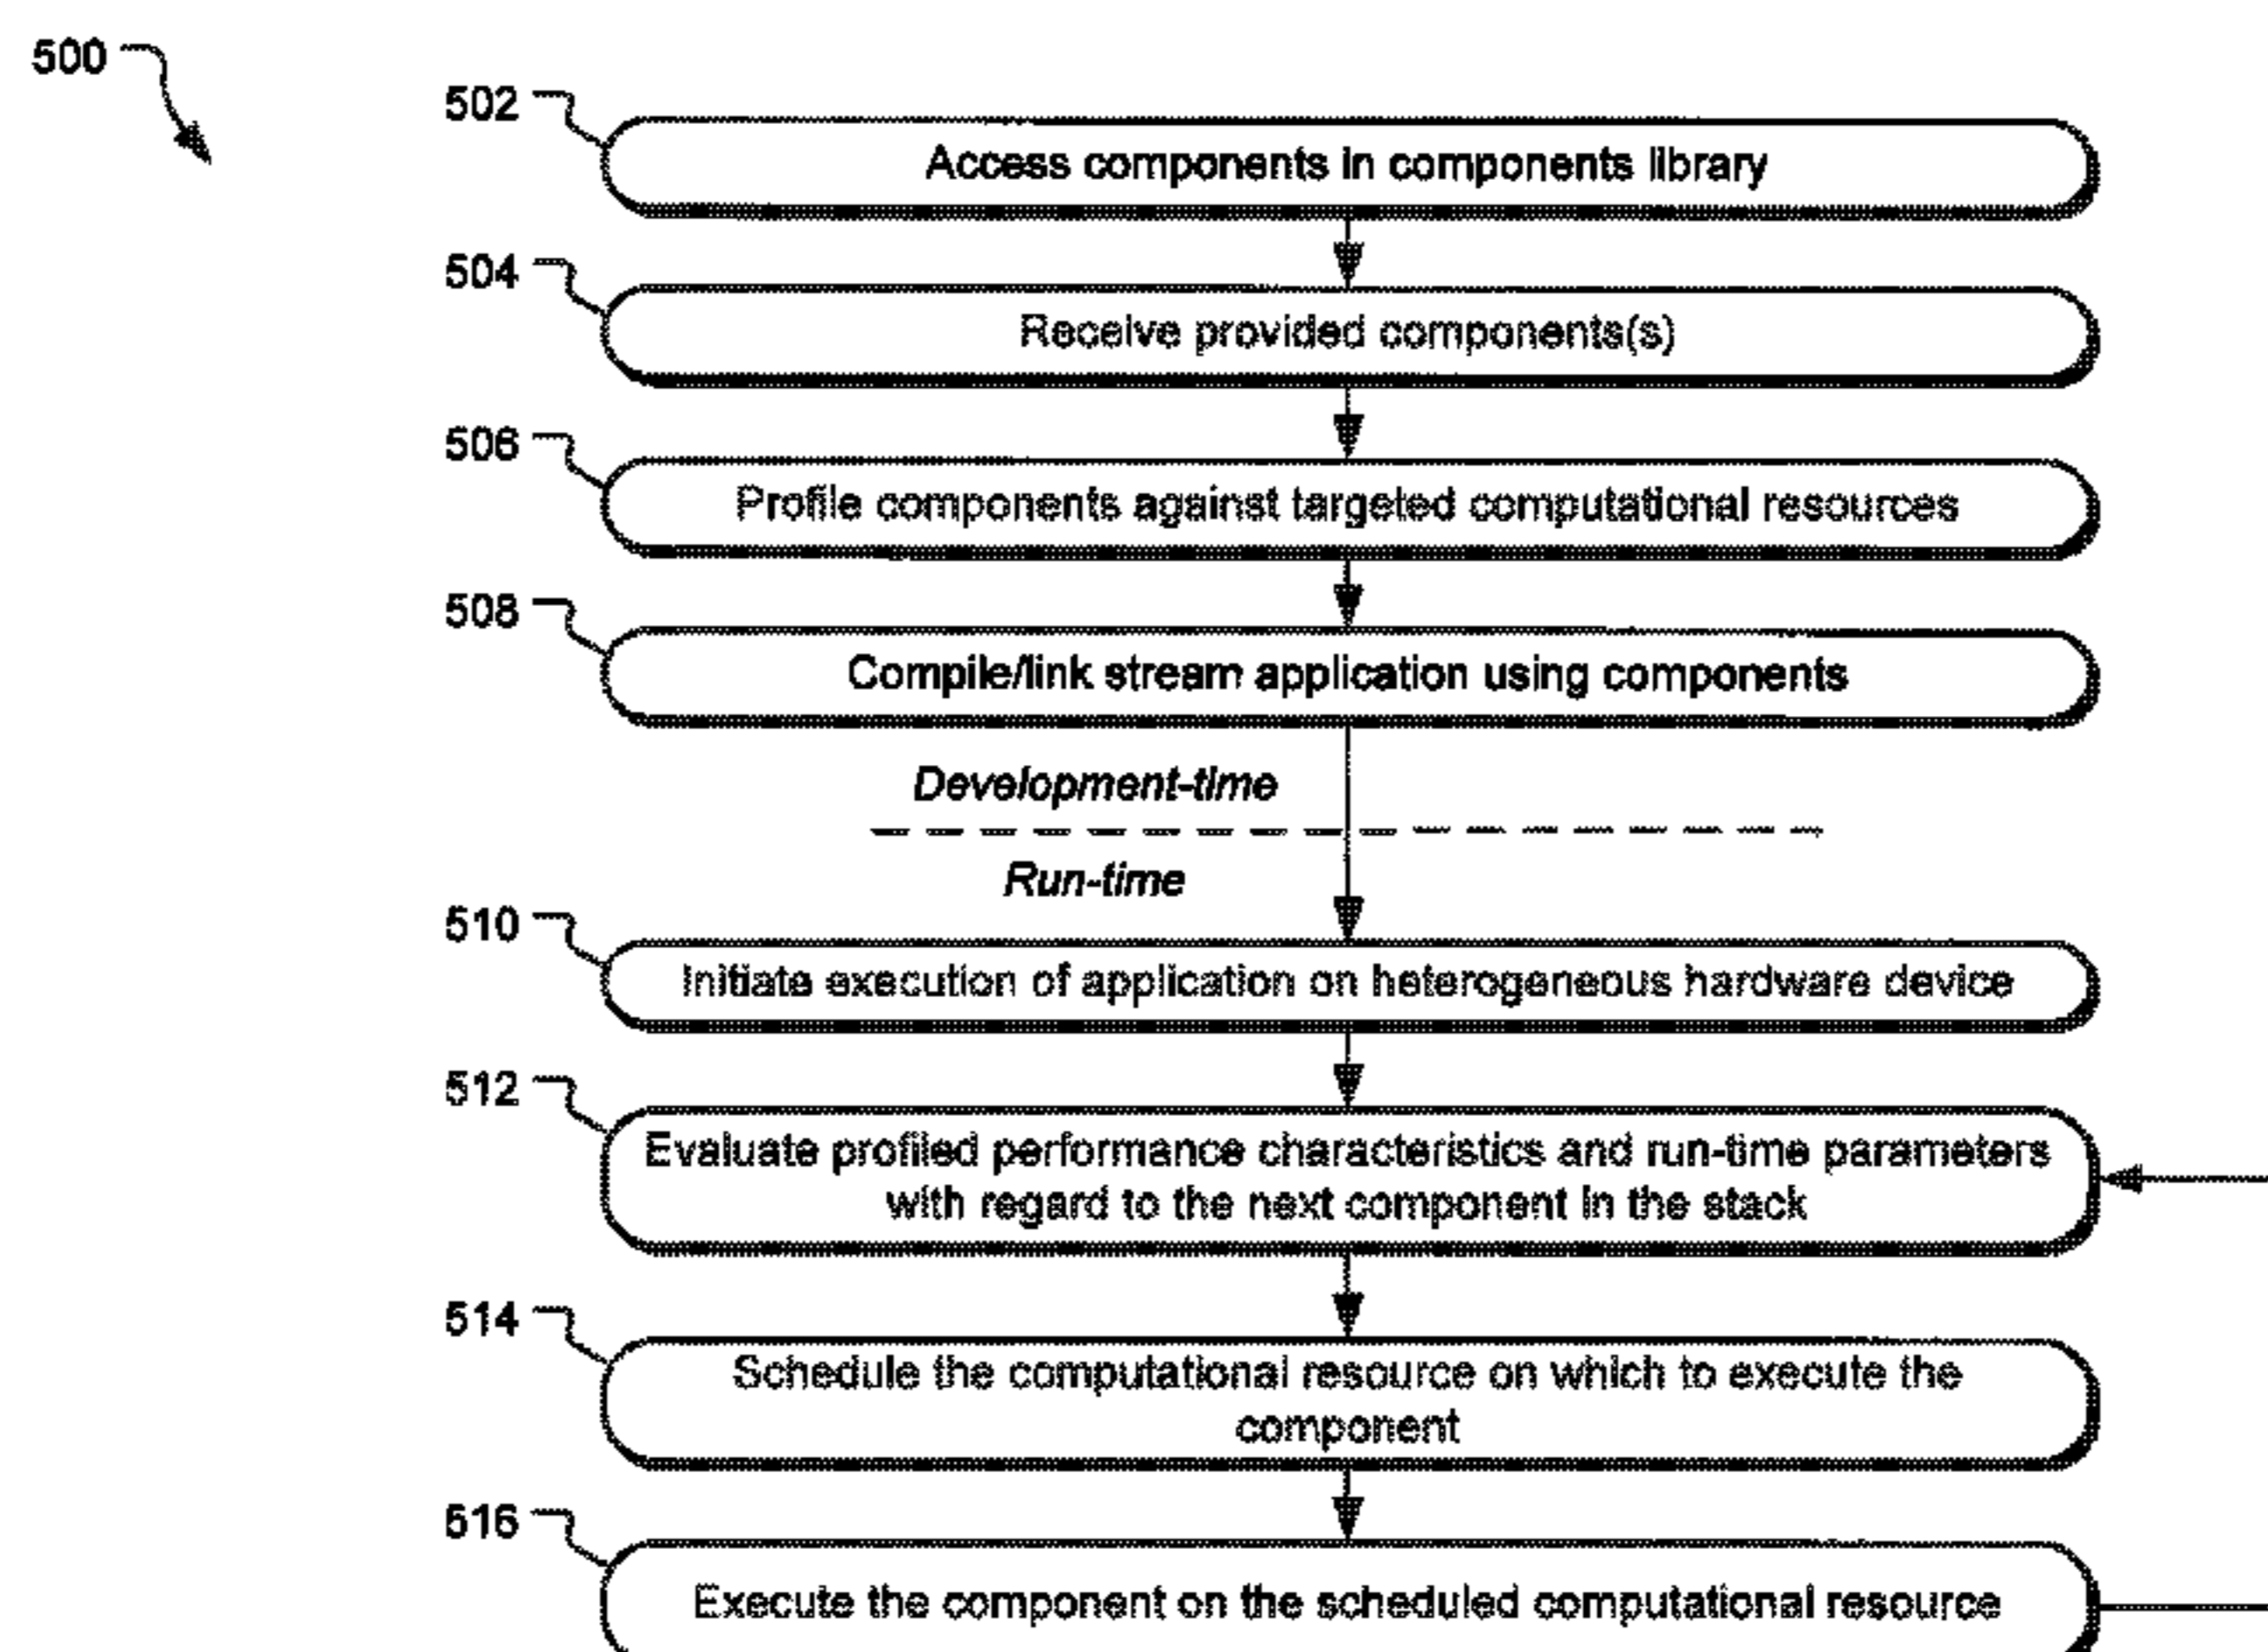 500
502
Access components in components library
504
Receive provided components(s)
506
Profile components against targeted computational resources
508
Compile/link stream application using components
Development-time
Run-time
510
Initiate execution of application on heterogeneous hardware device
512
Evaluate profiled performance characteristics and run-time parameters
with regard to the next component in the stack
514
Schedule the computational resource on which to execute the
component
516
Execute the component on the scheduled computational resource